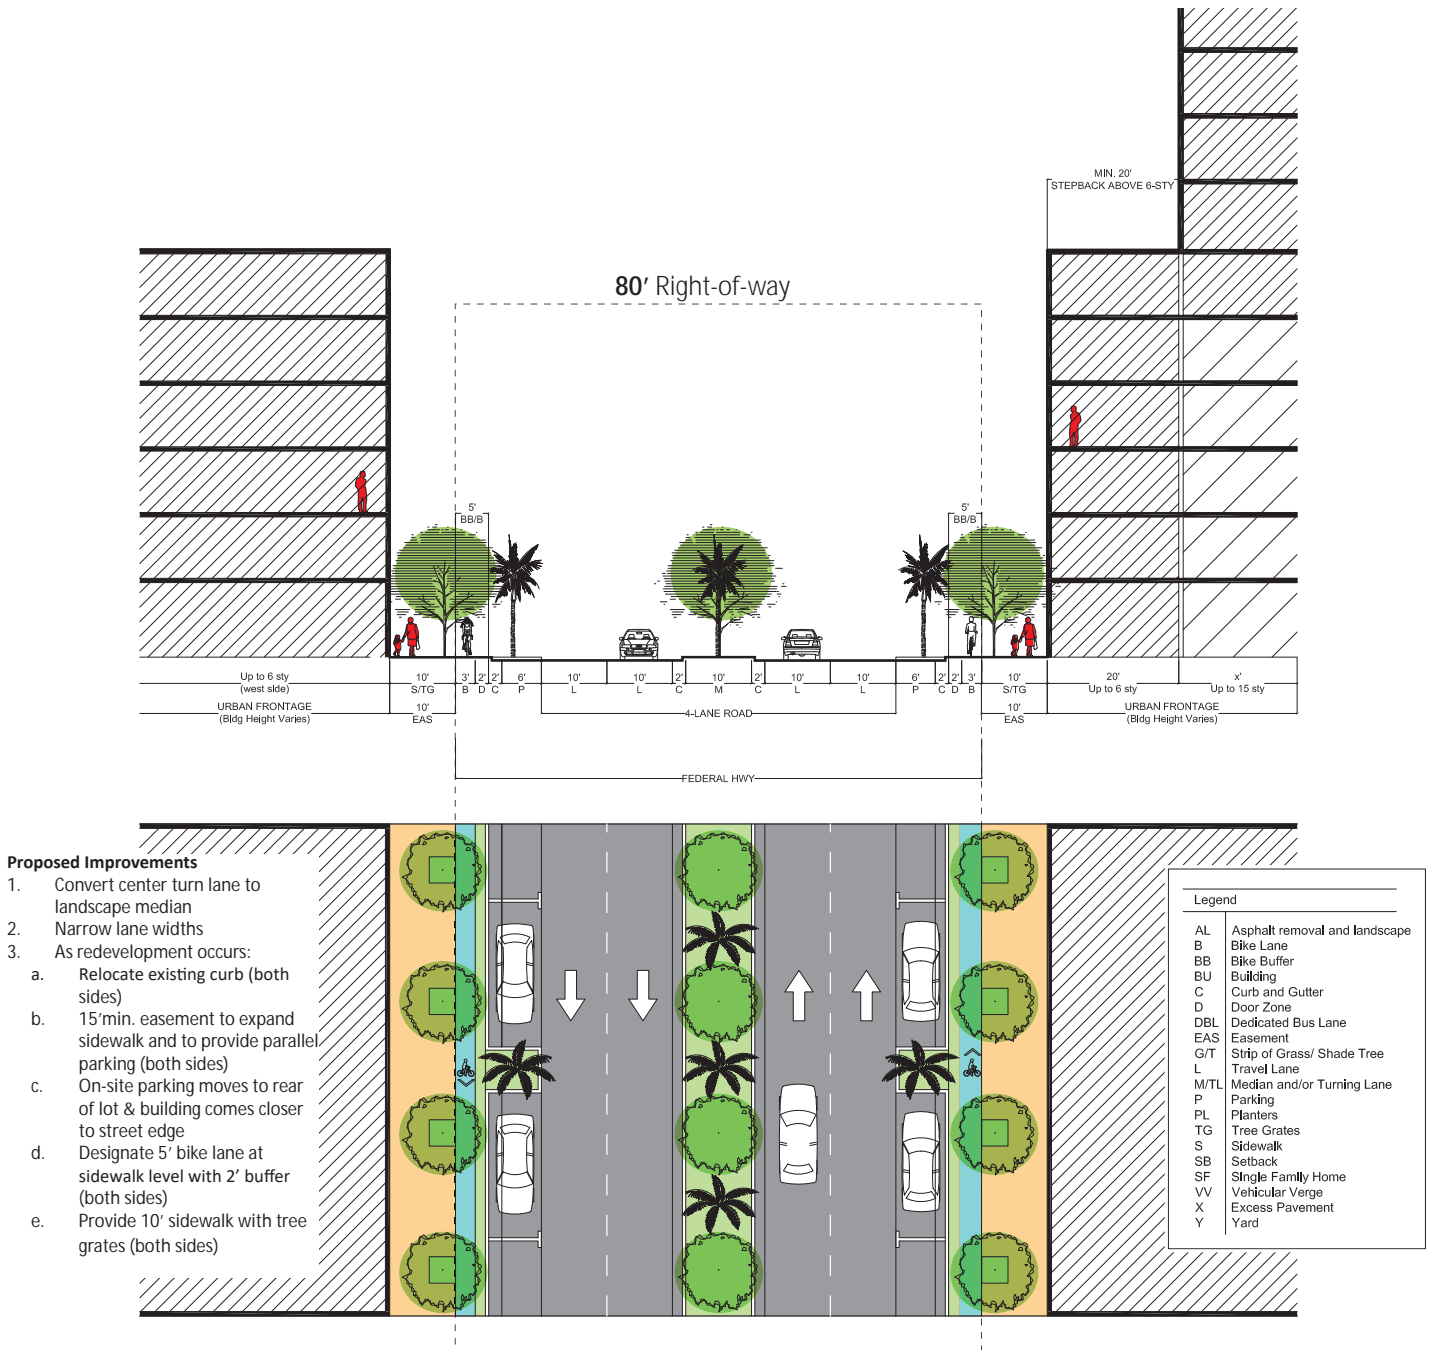 MIN. 20'
STEPBACK ABOVE 6-STY
80' Right-of-way
5'
BB/B
5'
BB/B
Up to 6 sty
(west side)
10'
S/TG
3'
B
2'
D
2'
C
6'
P
10'
L
10'
L
2'
C
10'
M
2'
C
10'
L
10'
L
6'
P
2'
C
2'
D
3'
B
10'
S/TG
20'
Up to 6 sty
x'
Up to 15 sty
URBAN FRONTAGE
(Bldg Height Varies)
10'
EAS
4-LANE ROAD
10'
EAS
URBAN FRONTAGE
(Bldg Height Varies)
FEDERAL HWY
Proposed Improvements
1. Convert center turn lane to
landscape median
2. Narrow lane widths
3. As redevelopment occurs:
a. Relocate existing curb (both
sides)
b. 15'min. easement to expand
sidewalk and to provide parallel
parking (both sides)
c. On-site parking moves to rear
of lot & building comes closer
to street edge
d. Designate 5' bike lane at
sidewalk level with 2' buffer
(both sides)
e. Provide 10' sidewalk with tree
grates (both sides)
Legend
AL Asphalt removal and landscape
B Bike Lane
BB Bike Buffer
BU Building
C Curb and Gutter
D Door Zone
DBL Dedicated Bus Lane
EAS Easement
G/T Strip of Grass/ Shade Tree
L Travel Lane
M/TL Median and/or Turning Lane
P Parking
PL Planters
TG Tree Grates
S Sidewalk
SB Setback
SF Single Family Home
VV Vehicular Verge
X Excess Pavement
Y Yard